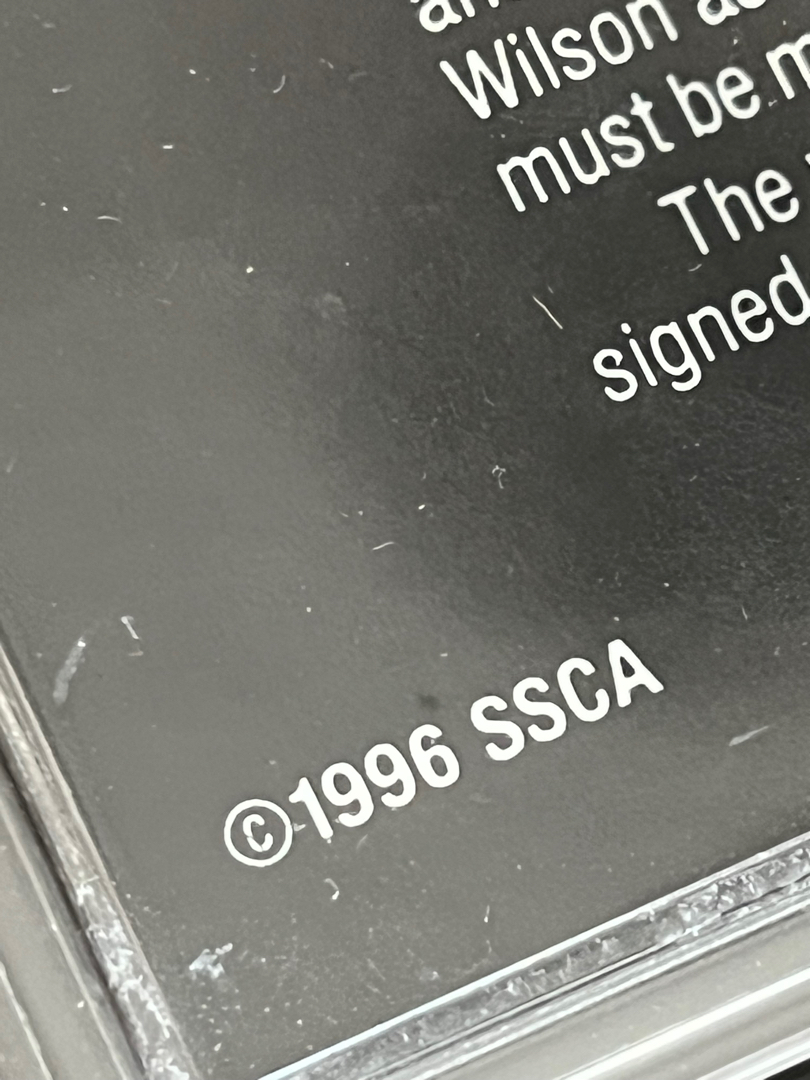 Wilson
must be
The
signed
©1996 SSCA